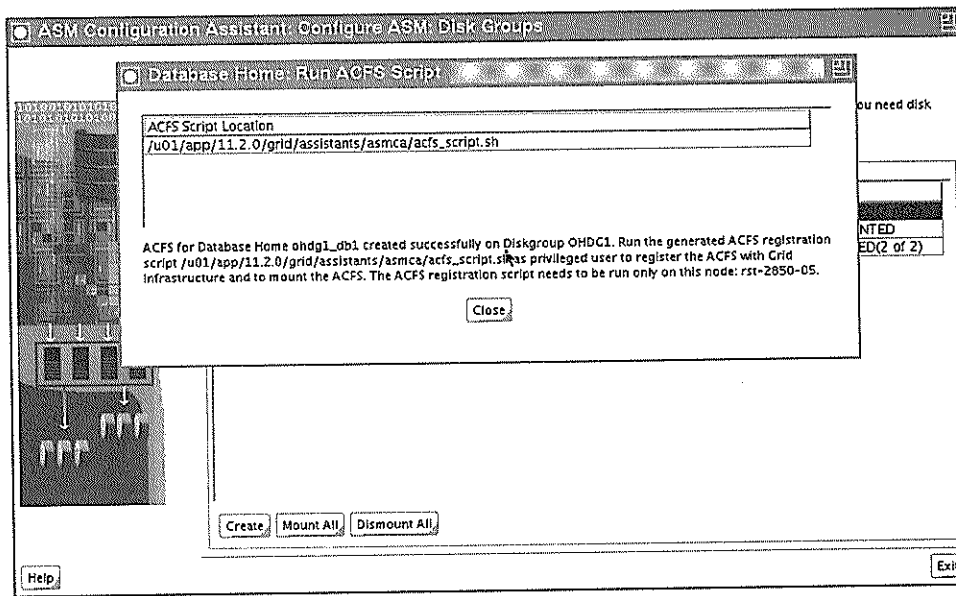 ASM Configuration Assistant: Configure ASM: Disk Groups
Database Home: Run ACFS Script
ou need disk
ACFS Script Location
/u01/app/11.2.0/grid/assistants/asmca/acfs_script.sh
NTED
ED(2 of 2)
ACFS for Database Home ohdg1_db1 created successfully on Diskgroup OHDG1. Run the generated ACFS registration
script /u01/app/11.2.0/grid/assistants/asmca/acfs_script.sh as privileged user to register the ACFS with Grid
Infrastructure and to mount the ACFS. The ACFS registration script needs to be run only on this node: rst-2850-05.
Close
Create Mount All Dismount All
Help Exit